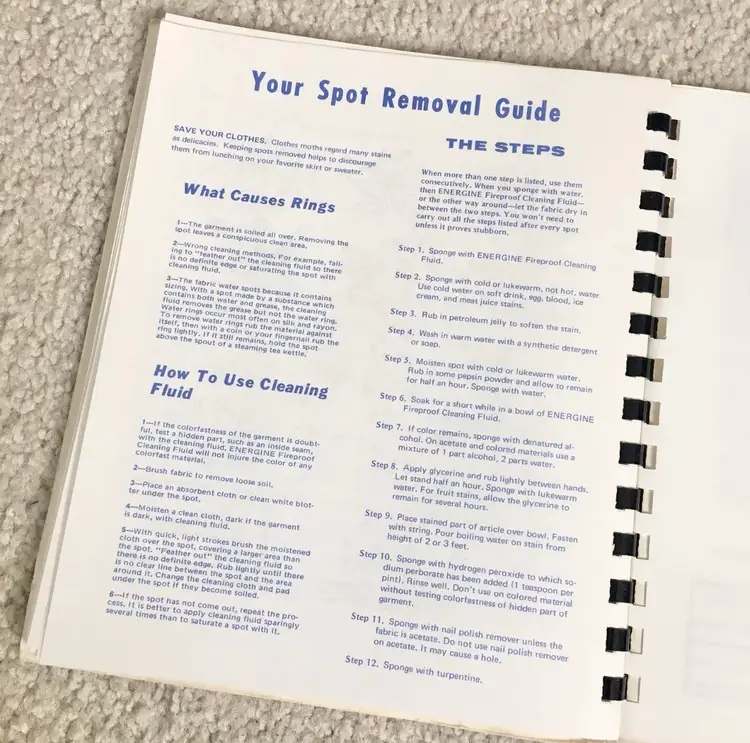 Your Spot Removal Guide
SAVE YOUR CLOTHES. Clothes moths regard many stains
as delicacies. Keeping spots removed helps to discourage
them from lunching on your favorite skirt or sweater.
What Causes Rings
1—The garment is soiled all over. Removing the
spot leaves a conspicuous clean area.
2—Wrong cleaning methods. For example, fail-
ing to "feather out" the cleaning fluid so there
is no definite edge or saturating the spot with
cleaning fluid.
3—The fabric water spots because it contains
sizing. With a spot made by a substance which
contains both water and grease, the cleaning
fluid removes the grease but not the water ring.
Water rings occur most often on silk and rayon.
To remove water rings rub the material against
itself, then with a coin or your fingernail rub the
ring lightly. If it still remains, hold the spot
above the spout of a steaming tea kettle.
How To Use Cleaning
Fluid
1—If the colorfastness of the garment is doubt-
ful, test a hidden part, such as an inside seam,
with the cleaning fluid, ENERGINE Fireproof
Cleaning Fluid will not injure the color of any
colorfast material.
2—Brush fabric to remove loose soil.
3—Place an absorbent cloth or clean white blot-
ter under the spot.
4—Moisten a clean cloth, dark if the garment
is dark, with cleaning fluid.
5—With quick, light strokes brush the moistened
cloth over the spot, covering a larger area than
the spot. "Feather out" the cleaning fluid so
there is no definite edge. Rub lightly until there
is no clear line between the spot and the area
around it. Change the cleaning cloth and pad
under the spot if they become soiled.
6—If the spot has not come out, repeat the pro-
cess. It is better to apply cleaning fluid sparingly
several times than to saturate a spot with it.
THE STEPS
When more than one step is listed, use them
consecutively. When you sponge with water,
then ENERGINE Fireproof Cleaning Fluid—
or the other way around—let the fabric dry in
between the two steps. You won't need to
carry out all the steps listed after every spot
unless it proves stubborn.
Step 1. Sponge with ENERGINE Fireproof Cleaning
Fluid.
Step 2. Sponge with cold or lukewarm, not hot, water.
Use cold water on soft drink, egg, blood, ice
cream, and meat juice stains.
Step 3. Rub in petroleum jelly to soften the stain.
Step 4. Wash in warm water with a synthetic detergent
or soap.
Step 5. Moisten spot with cold or lukewarm water.
Rub in some pepsin powder and allow to remain
for half an hour. Sponge with water.
Step 6. Soak for a short while in a bowl of ENERGINE
Fireproof Cleaning Fluid.
Step 7. If color remains, sponge with denatured al-
cohol. On acetate and colored materials use a
mixture of 1 part alcohol, 2 parts water.
Step 8. Apply glycerine and rub lightly between hands.
Let stand half an hour. Sponge with lukewarm
water. For fruit stains, allow the glycerine to
remain for several hours.
Step 9. Place stained part of article over bowl. Fasten
with string. Pour boiling water on stain from
height of 2 or 3 feet.
Step 10. Sponge with hydrogen peroxide to which so-
dium perborate has been added (1 teaspoon per
pint). Rinse well. Don't use on colored material
without testing colorfastness of hidden part of
garment.
Step 11. Sponge with nail polish remover unless the
fabric is acetate. Do not use nail polish remover
on acetate. It may cause a hole.
Step 12. Sponge with turpentine.